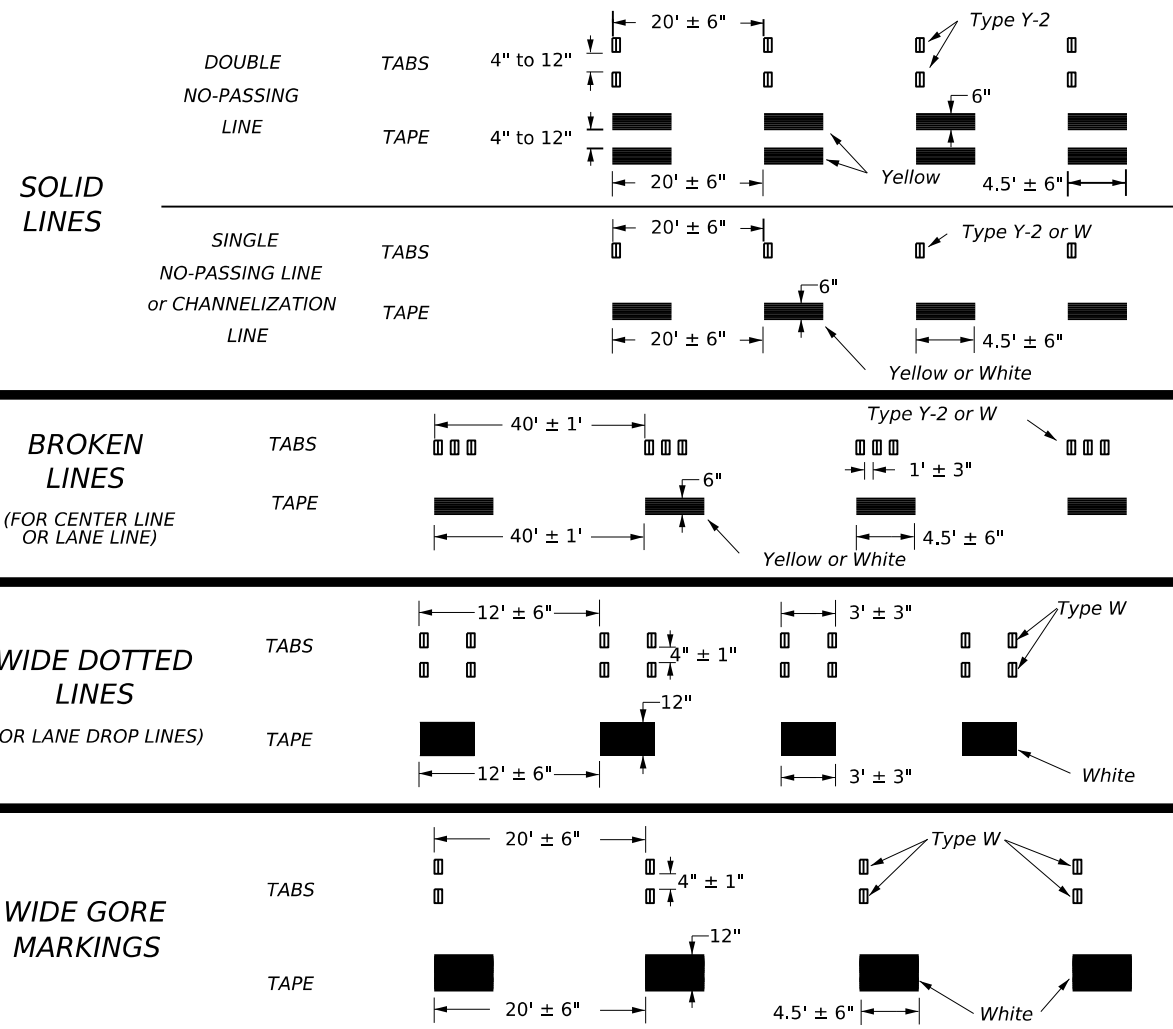 SOLID
LINES
DOUBLE
NO-PASSING
LINE
TABS
4" to 12"
20' ± 6"
Type Y-2
TAPE
4" to 12"
6"
20' ± 6"
Yellow
4.5' ± 6"
SINGLE
NO-PASSING LINE
or CHANNELIZATION
LINE
TABS
20' ± 6"
Type Y-2 or W
TAPE
6"
20' ± 6"
4.5' ± 6"
Yellow or White
BROKEN
LINES
(FOR CENTER LINE
OR LANE LINE)
TABS
40' ± 1'
Type Y-2 or W
1' ± 3"
TAPE
6"
40' ± 1'
4.5' ± 6"
Yellow or White
WIDE DOTTED
LINES
OR LANE DROP LINES)
TABS
12' ± 6"
3' ± 3"
Type W
4" ± 1"
TAPE
12"
12' ± 6"
3' ± 3"
White
WIDE GORE
MARKINGS
TABS
20' ± 6"
Type W
4" ± 1"
TAPE
12"
20' ± 6"
4.5' ± 6"
White